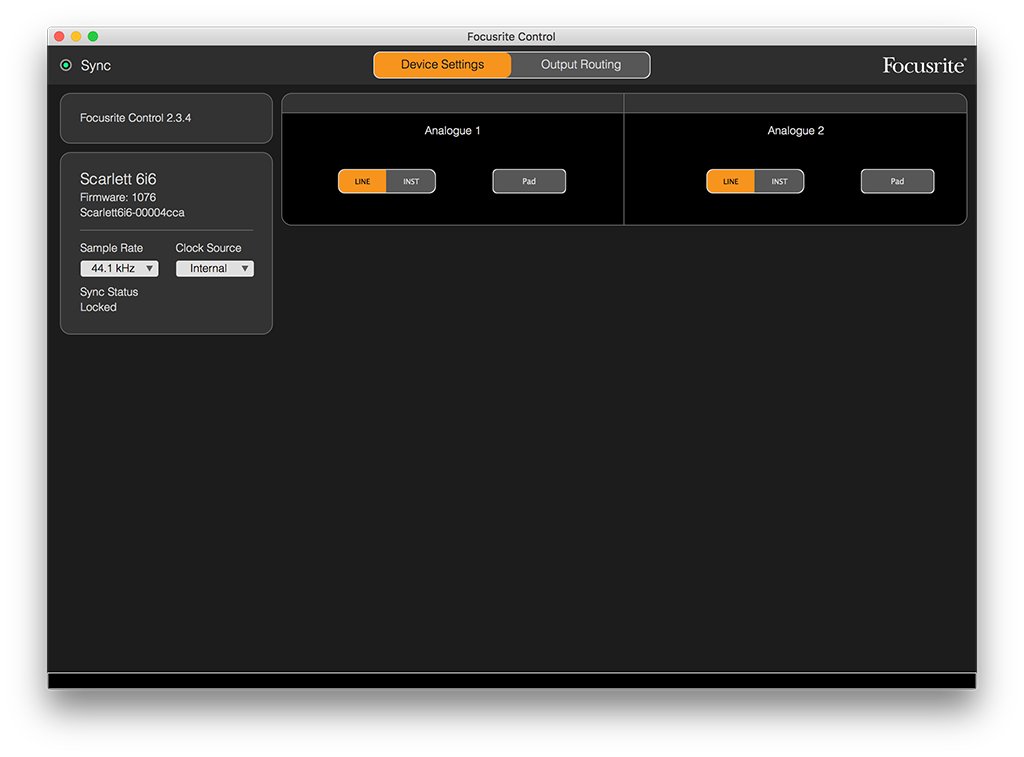 Focusrite Control
Sync
Device Settings
Output Routing
Focusrite®
Focusrite Control 2.3.4
Scarlett 6i6
Firmware: 1076
Scarlett6i6-00004cca
Sample Rate
Clock Source
44.1 kHz
Internal
Sync Status
Locked
Analogue 1
LINE
INST
Pad
Analogue 2
LINE
INST
Pad